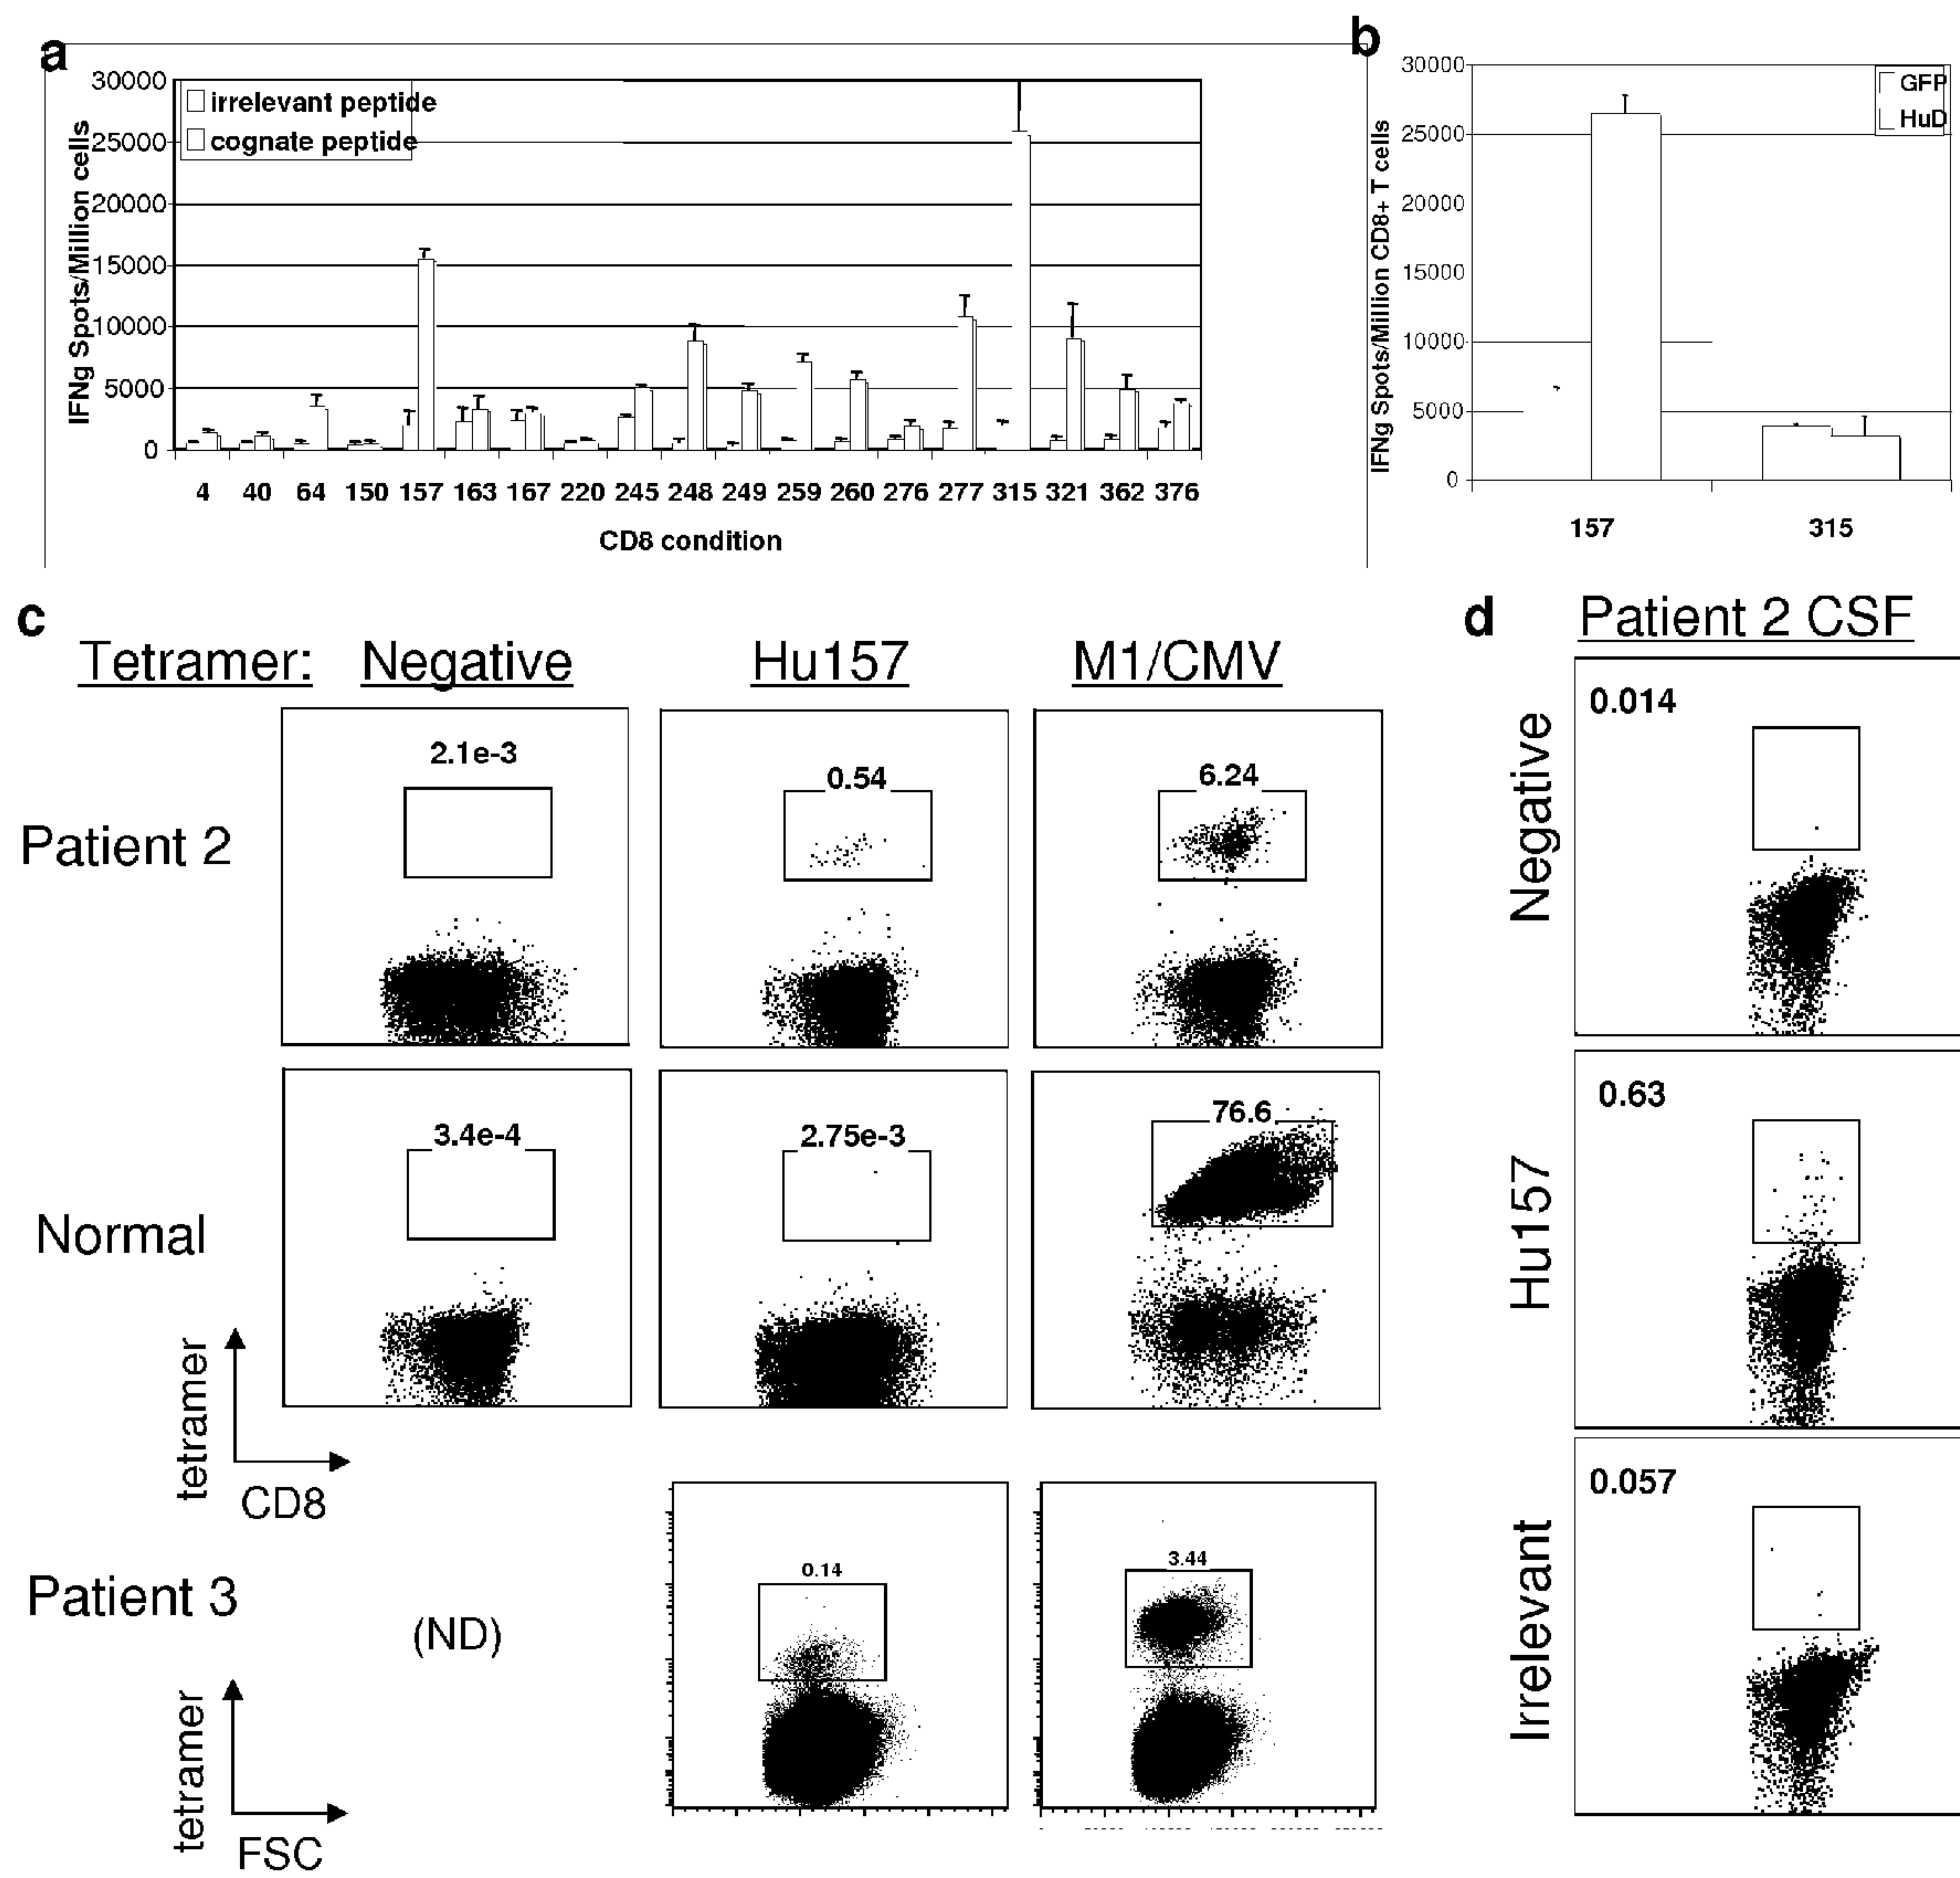 a
30000
25000
20000
15000
10000
5000
0
IFNg Spots/Million cells
irrelevant peptide
cognate peptide
4 40 64 150 157 163 167 220 245 248 249 259 260 276 277 315 321 362 376
CD8 condition
b
30000
25000
20000
15000
10000
5000
0
IFNg Spots/Million CD8+ T cells
GFP
HuD
157 315
c
Tetramer: Negative Hu157 M1/CMV
Patient 2
2.1e-3
0.54
6.24
Normal
3.4e-4
2.75e-3
76.6
tetramer
CD8
Patient 3
(ND)
0.14
3.44
tetramer
FSC
d
Patient 2 CSF
Negative
0.014
Hu157
0.63
Irrelevant
0.057